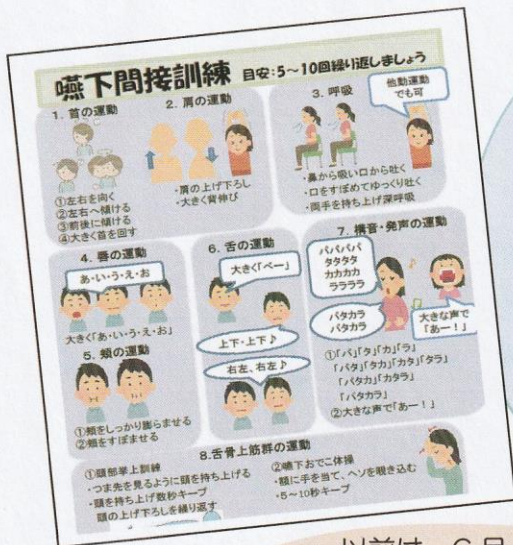 嚥下間接訓練 目安:5~10回繰り返しましょう
1. 首の運動
①左右を向く
②左右へ傾ける
③前後に傾ける
④大きく首を回す
2. 肩の運動
・肩の上げ下ろし
・大きく背伸び
3. 呼吸
他動運動
でも可
・鼻から吸い口から吐く
・口をすぼめてゆっくり吐く
・両手を持ち上げ深呼吸
4. 唇の運動
あ・い・う・え・お
大きく「あ・い・う・え・お」
5. 頬の運動
①頬をしっかり膨らませる
②頬をすぼませる
6. 舌の運動
大きく「べー」
上下・上下♪
右左、右左♪
7. 構音・発声の運動
パパパパ
タタタタ
カカカカ
ララララ
パタカラ
パタカラ
大きな声で
「あー!」
①「パ」「タ」「カ」「ラ」
「パタ」「タカ」「カタ」「タラ」
「パタカ」「カタラ」
「パタカラ」
②大きな声で「あー!」
8.舌骨上筋群の運動
①頭部挙上訓練
・つま先を見るように頭を持ち上げる
・頭を持ち上げ数秒キープ
頭の上げ下ろしを繰り返す
②嚥下おでこ体操
・額に手を当て、ヘソを覗き込む
・5~10秒キープ
以前は、6月